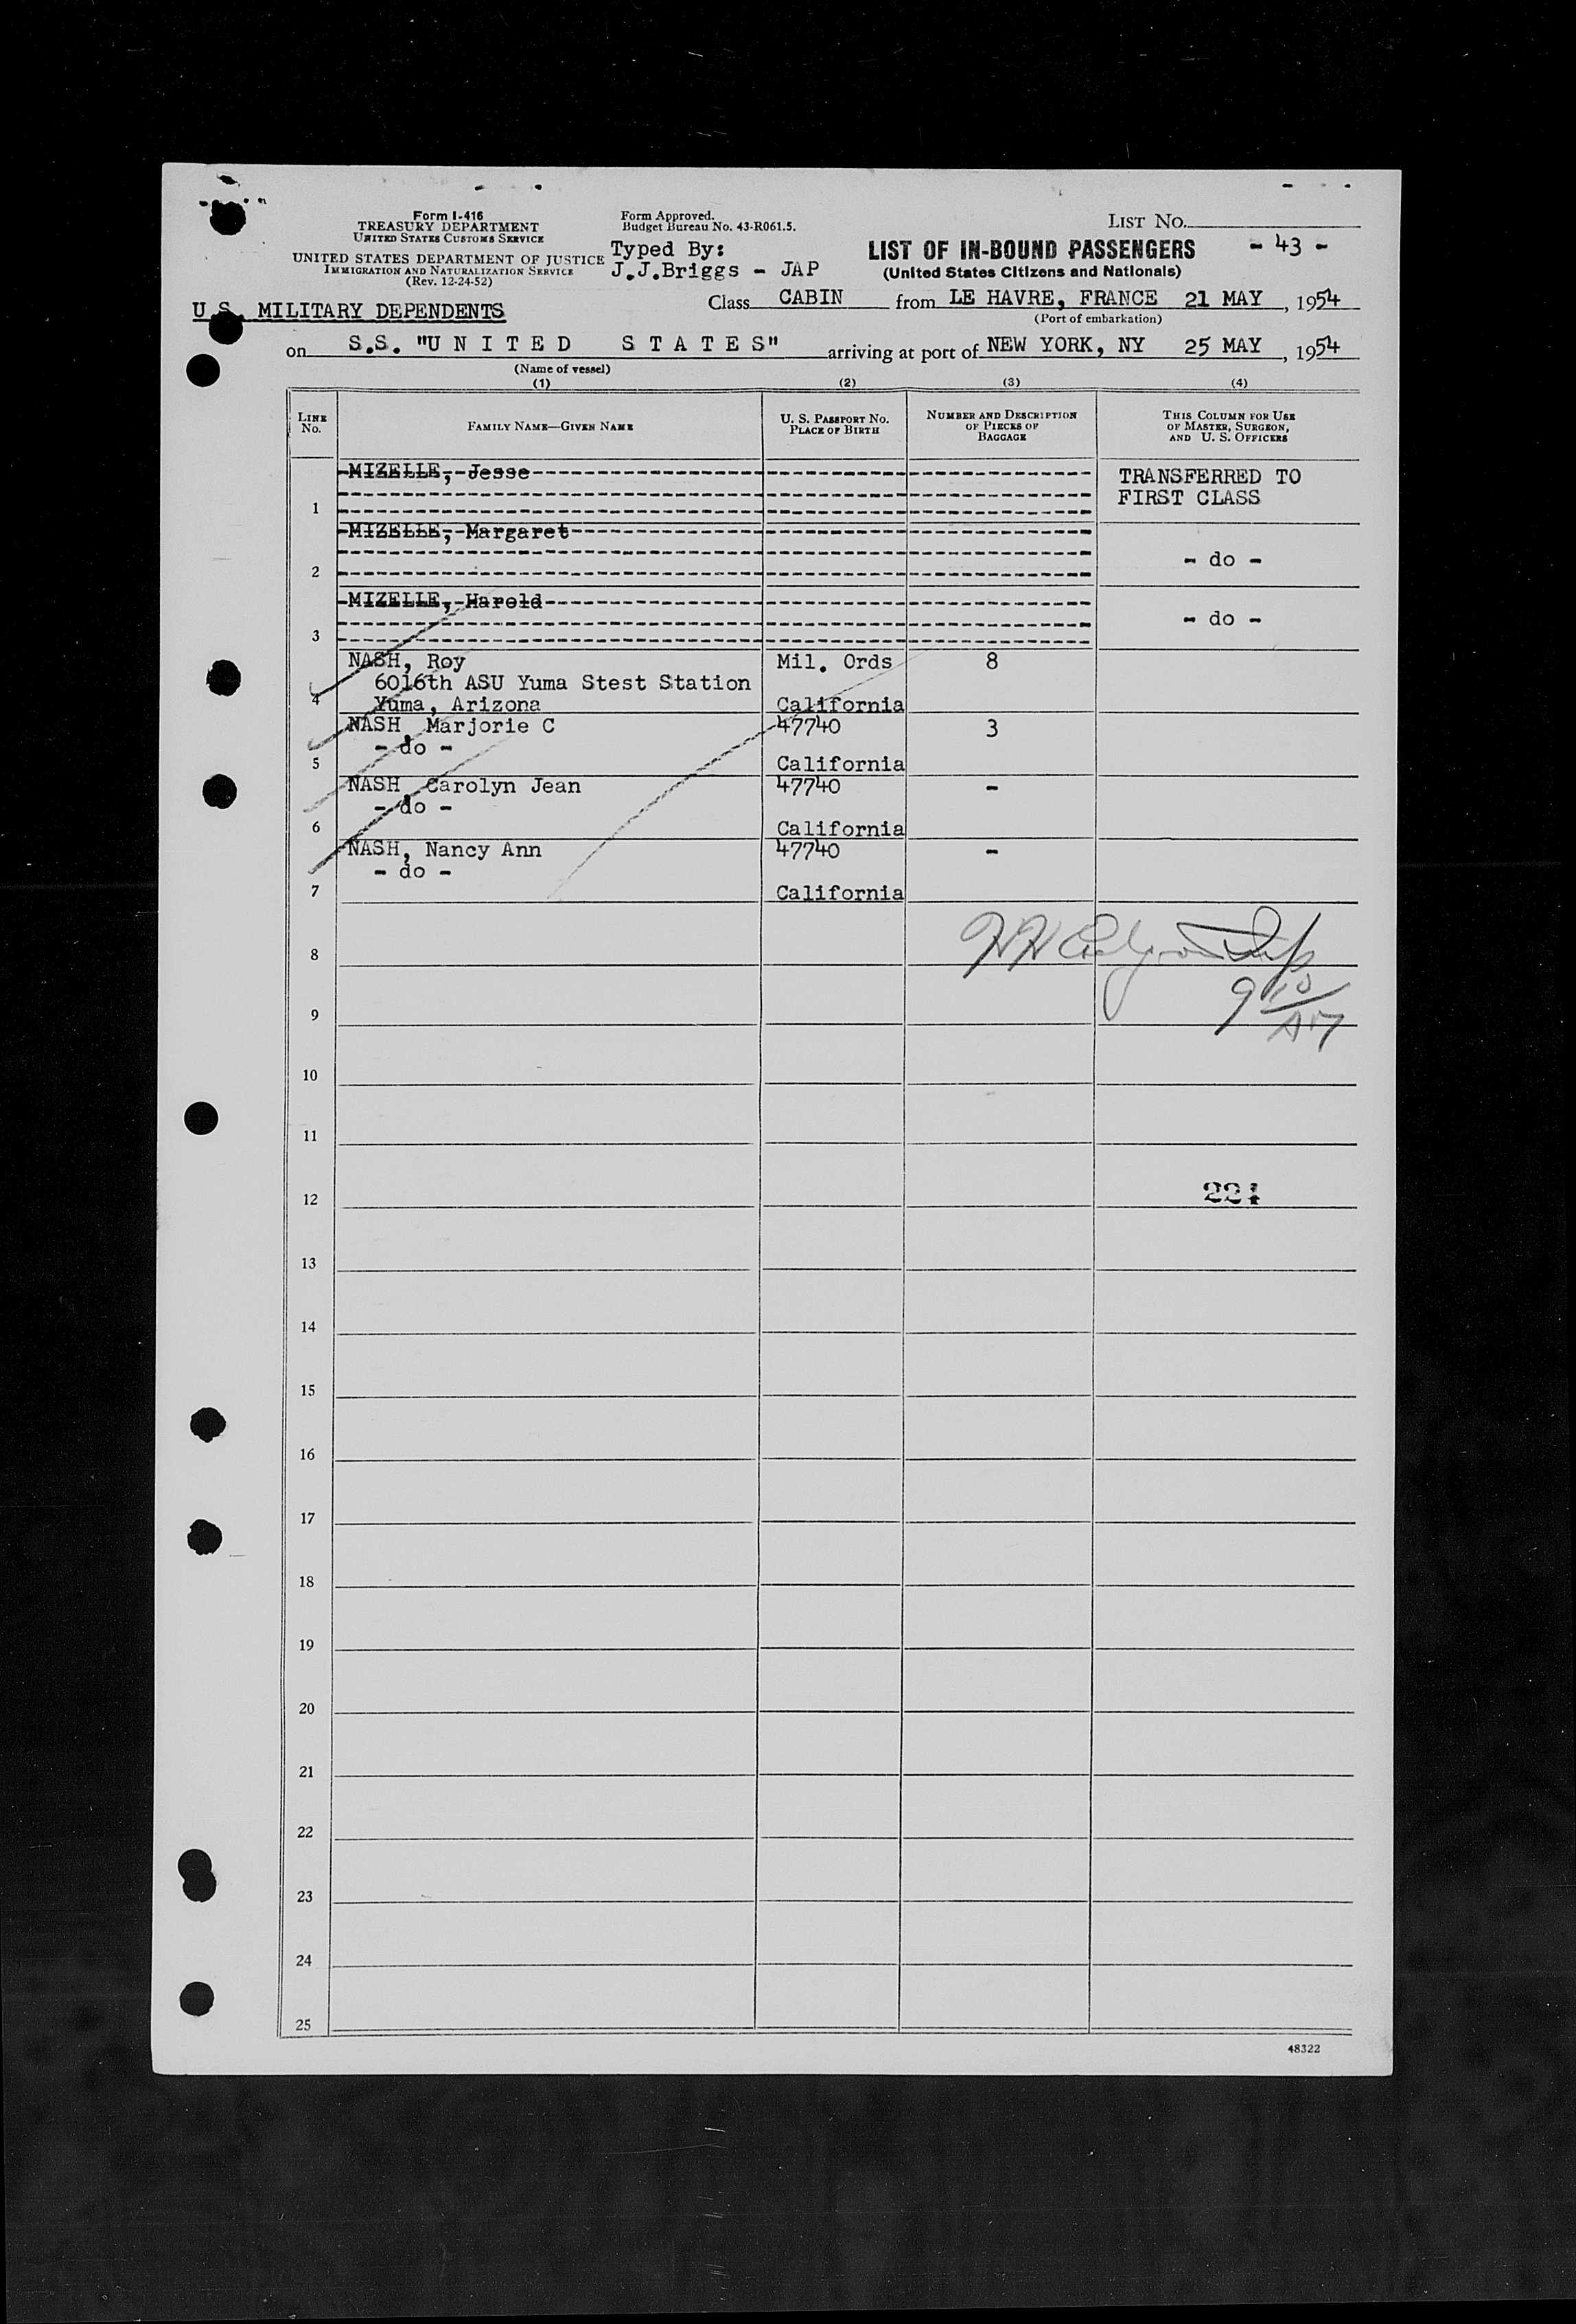 Form I-416
TREASURY DEPARTMENT
UNITED STATES CUSTOMS SERVICE
UNITED STATES DEPARTMENT OF JUSTICE
IMMIGRATION AND NATURALIZATION SERVICE
(Rev. 12-24-52)
Form Approved.
Budget Bureau No. 43-R061.5.
Typed By:
J.J.Briggs - JAP
LIST NO.
LIST OF IN-BOUND PASSENGERS - 43 -
(United States Citizens and Nationals)
U.S. MILITARY DEPENDENTS
Class CABIN from LE HAVRE, FRANCE 21 MAY, 1954
(Port of embarkation)
on S.S. "U N I T E D S T A T E S" arriving at port of NEW YORK, NY 25 MAY, 1954
(Name of vessel)
(1) (2) (3) (4)
LINE NO.
FAMILY NAME—GIVEN NAME
U. S. PASSPORT NO.
PLACE OF BIRTH
NUMBER AND DESCRIPTION
OF PIECES OF
BAGGAGE
THIS COLUMN FOR USE
OF MASTER, SURGEON,
AND U. S. OFFICERS
MIZELLE, Jesse TRANSFERRED TO
1 FIRST CLASS
MIZELLE, Margaret
2 - do -
MIZELLE, Harold
3 - do -
NASH, Roy Mil. Ords 8
6016th ASU Yuma Stest Station
4 Yuma, Arizona California
NASH, Marjorie C 47740 3
- do -
5 California
NASH, Carolyn Jean 47740 -
- do -
6 California
NASH, Nancy Ann 47740 -
- do -
7 California
8
9 9 10
AM
10
11
12 221
13
14
15
16
17
18
19
20
21
22
23
24
25
48322